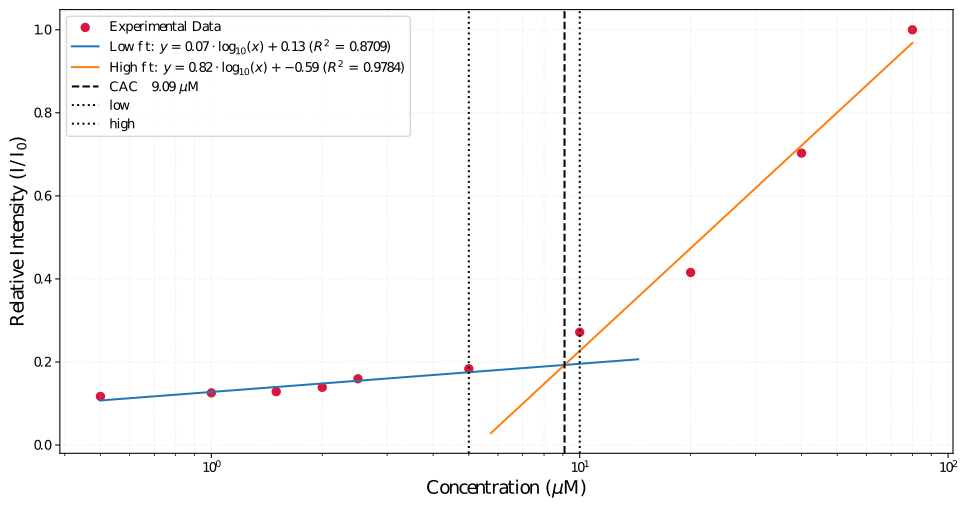 Experimental Data
Low f t: y = 0.07 · log₁₀(x) + 0.13 (R² = 0.8709)
High f t: y = 0.82 · log₁₀(x) + −0.59 (R² = 0.9784)
CAC 9.09 μM
low
high
1.0
0.8
0.6
0.4
0.2
0.0
Relative Intensity (I/I₀)
10⁰
10¹
10²
Concentration (μM)